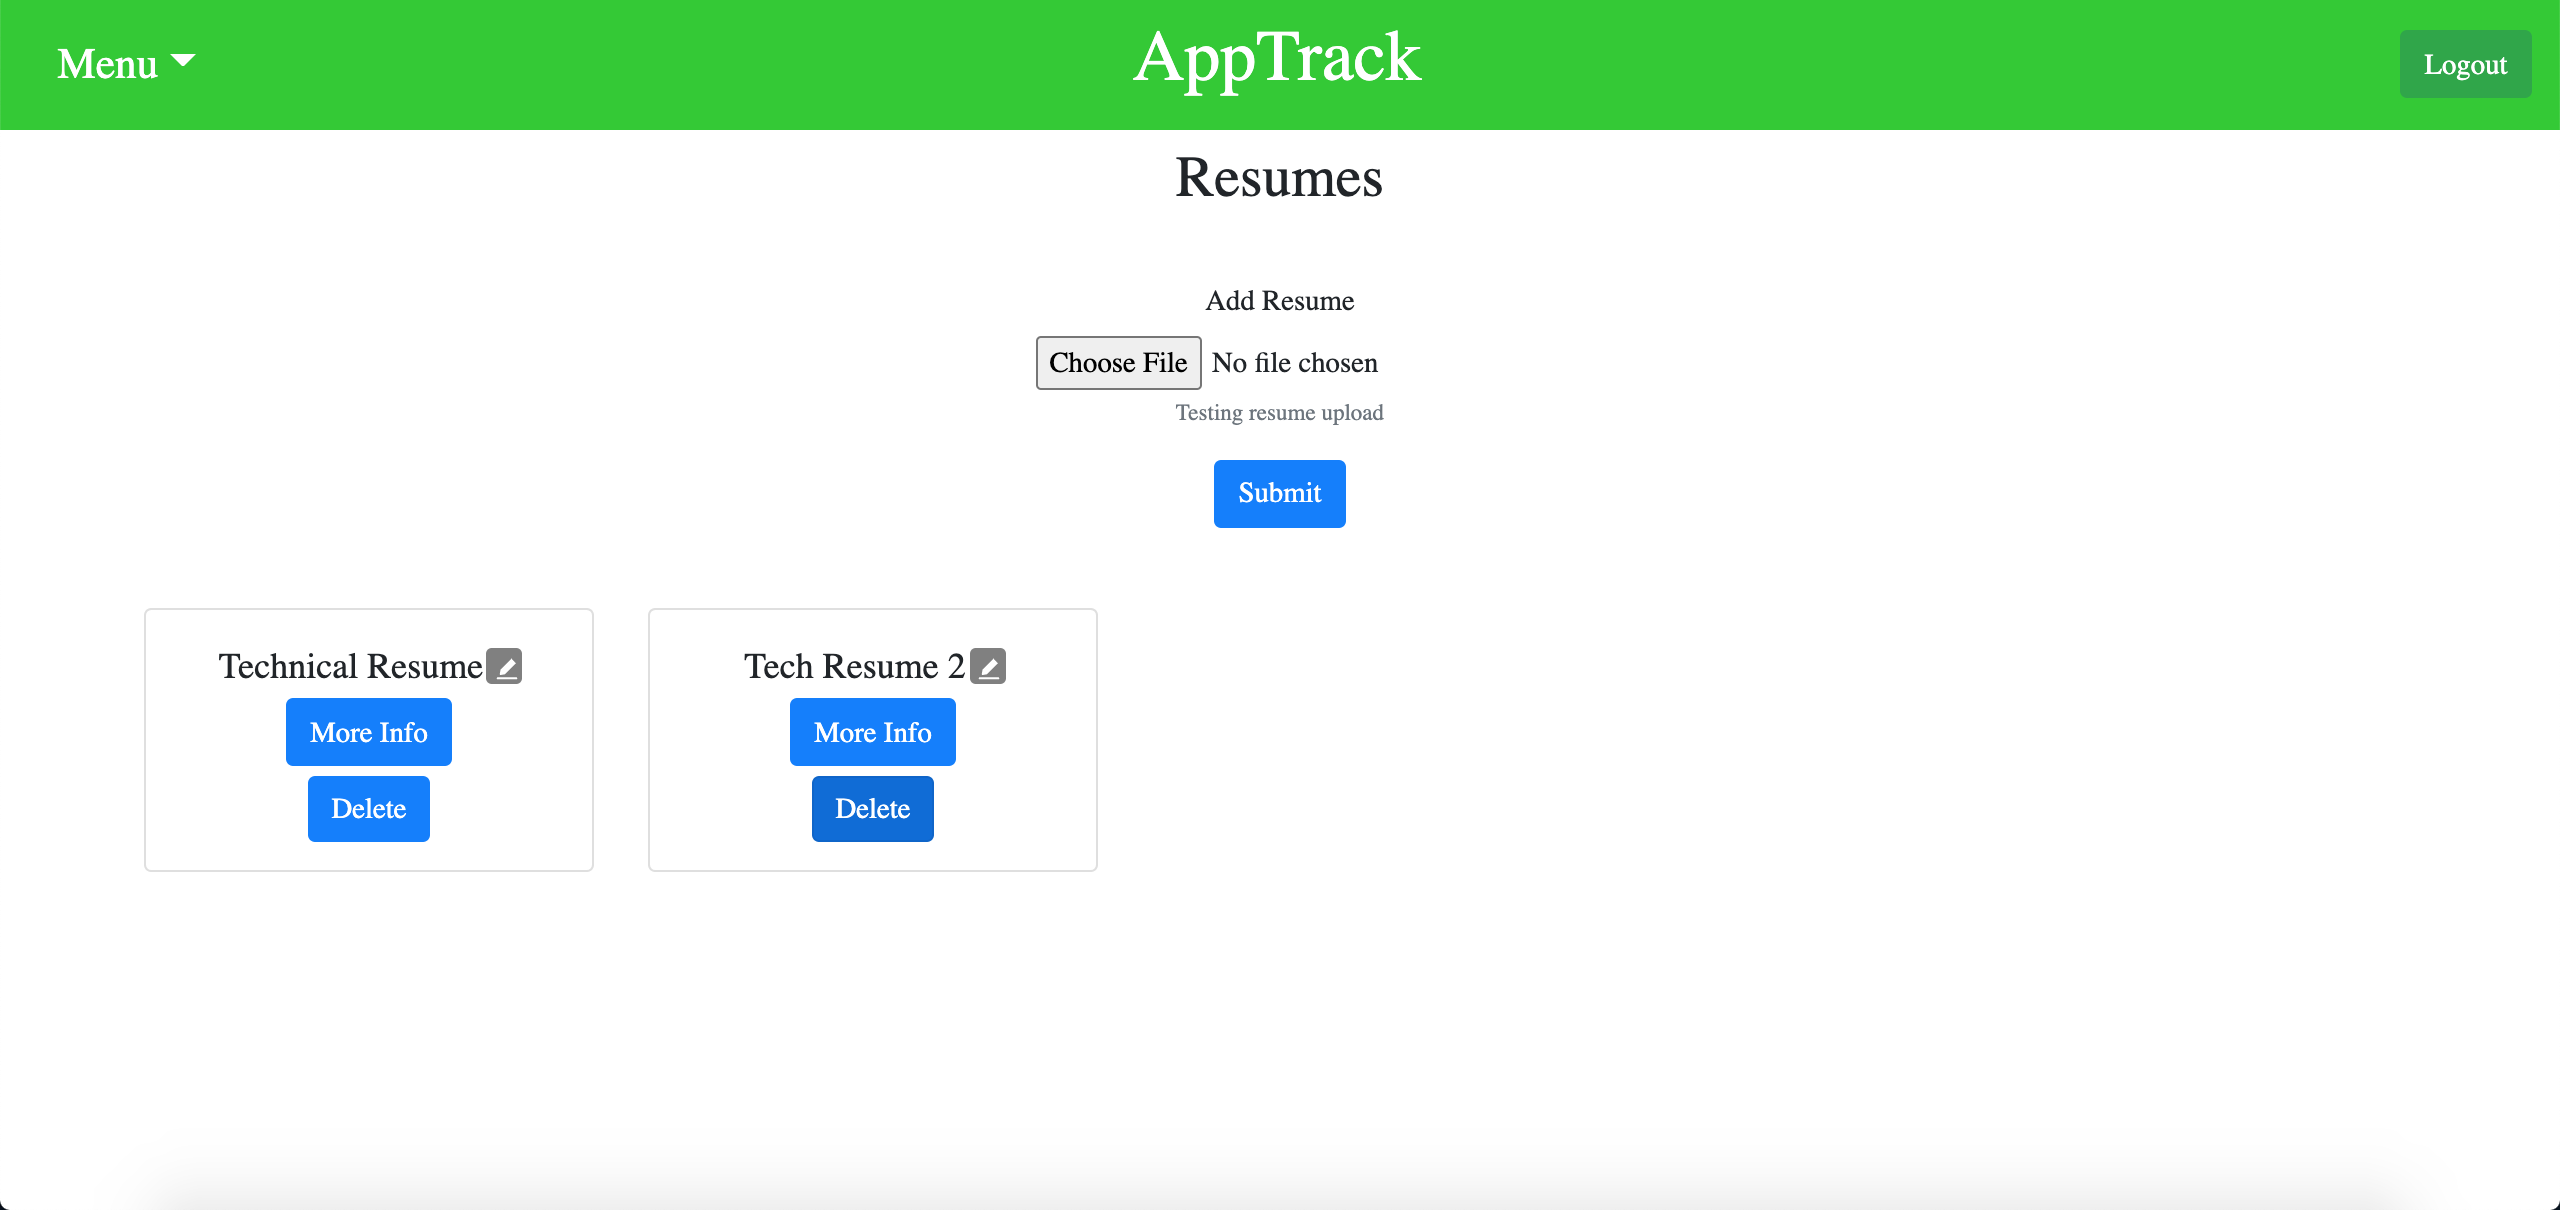 Menu
AppTrack
Logout
Resumes
Add Resume
Choose File No file chosen
Testing resume upload
Submit
Technical Resume
More Info
Delete
Tech Resume 2
More Info
Delete